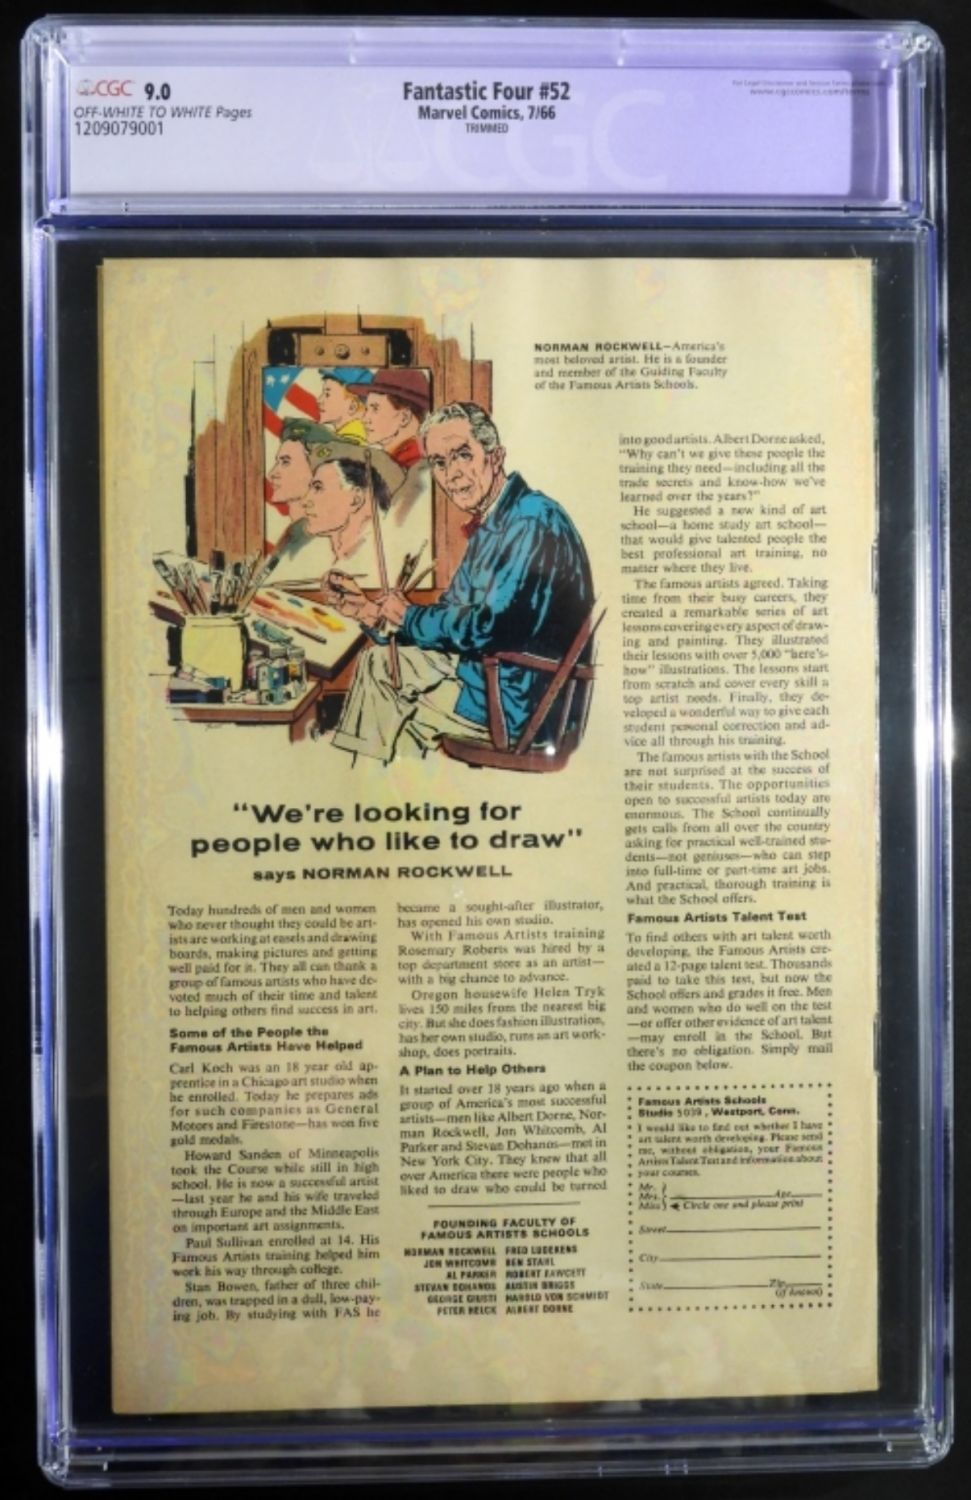 CGC 9.0
OFF-WHITE TO WHITE Pages
1209079001
Fantastic Four #52
Marvel Comics, 7/66
TRIMMED
www.cgccomics.com/terms
CGC
NORMAN ROCKWELL—America's
most beloved artist. He is a founder
and member of the Guiding Faculty
of the Famous Artists Schools.
"We're looking for
people who like to draw"
says NORMAN ROCKWELL
Today hundreds of men and women
who never thought they could be art-
ists are working at easels and drawing
boards, making pictures and getting
well paid for it. They all can thank a
group of famous artists who have de-
voted much of their time and talent
to helping others find success in art.
Some of the People the
Famous Artists Have Helped
Carl Koch was an 18 year old ap-
prentice in a Chicago art studio when
he enrolled. Today he prepares ads
for such companies as General
Motors and Firestone—has won five
gold medals.
Howard Sanden of Minneapolis
took the Course while still in high
school. He is now a successful artist
—last year he and his wife traveled
through Europe and the Middle East
on important art assignments.
Paul Sullivan enrolled at 14. His
Famous Artists training helped him
work his way through college.
Stan Bowen, father of three chil-
dren, was trapped in a dull, low-pay-
ing job. By studying with FAS he
became a sought-after illustrator,
has opened his own studio.
With Famous Artists training
Rosemary Roberts was hired by a
top department store as an artist—
with a big chance to advance.
Oregon housewife Helen Tryk
lives 150 miles from the nearest big
city. But she does fashion illustration,
has her own studio, runs an art work-
shop, does portraits.
A Plan to Help Others
It started over 18 years ago when a
group of America's most successful
artists—men like Albert Dorne, Nor-
man Rockwell, Jon Whitcomb, Al
Parker and Stevan Dohanos—met in
New York City. They knew that all
over America there were people who
liked to draw who could be turned
FOUNDING FACULTY OF
FAMOUS ARTISTS SCHOOLS
NORMAN ROCKWELL FRED LUDEKENS
JON WHITCOMB BEN STAHL
AL PARKER ROBERT FAWCETT
STEVAN DOHANOS AUSTIN BRIGGS
GEORGE GIUSTI HAROLD VON SCHMIDT
PETER HELCK ALBERT DORNE
into good artists. Albert Dorne asked,
"Why can't we give these people the
training they need—including all the
trade secrets and know-how we've
learned over the years?"
He suggested a new kind of art
school—a home study art school—
that would give talented people the
best professional art training, no
matter where they live.
The famous artists agreed. Taking
time from their busy careers, they
created a remarkable series of art
lessons covering every aspect of draw-
ing and painting. They illustrated
their lessons with over 5,000 "here's-
how" illustrations. The lessons start
from scratch and cover every skill a
top artist needs. Finally, they de-
veloped a wonderful way to give each
student personal correction and ad-
vice all through his training.
The famous artists with the School
are not surprised at the success of
their students. The opportunities
open to successful artists today are
enormous. The School continually
gets calls from all over the country
asking for practical well-trained stu-
dents—not geniuses—who can step
into full-time or part-time art jobs.
And practical, thorough training is
what the School offers.
Famous Artists Talent Test
To find others with art talent worth
developing, the Famous Artists cre-
ated a 12-page talent test. Thousands
paid to take this test, but now the
School offers and grades it free. Men
and women who do well on the test
—or offer other evidence of art talent
—may enroll in the School. But
there's no obligation. Simply mail
the coupon below.
Famous Artists Schools
Studio 5039, Westport, Conn.
I would like to find out whether I have
art talent worth developing. Please send
me, without obligation, your Famous
Artists Talent Test and information about
your courses.
Mr.
Mrs. Age
Miss Circle one and please print
Street
City
State Zip
(if known)